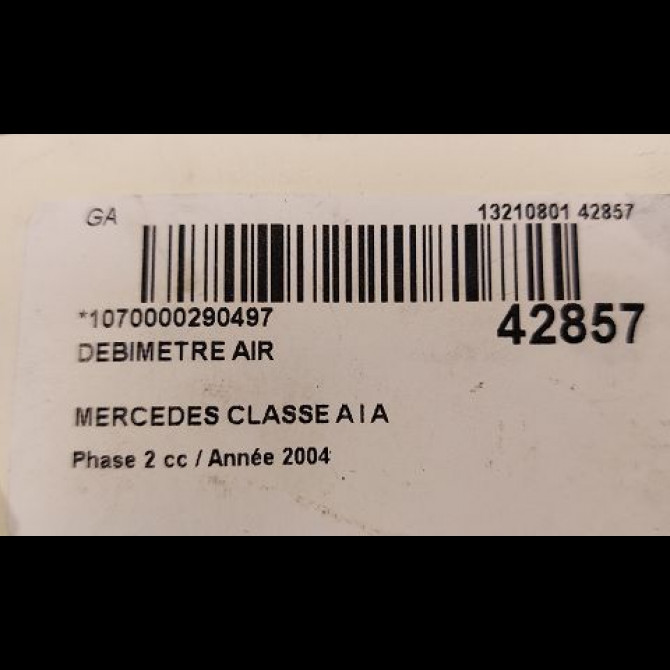 GA 13210801 42857
*1070000290497 42857
DEBIMETRE AIR
MERCEDES CLASSE A I A
Phase 2 cc / Année 2004